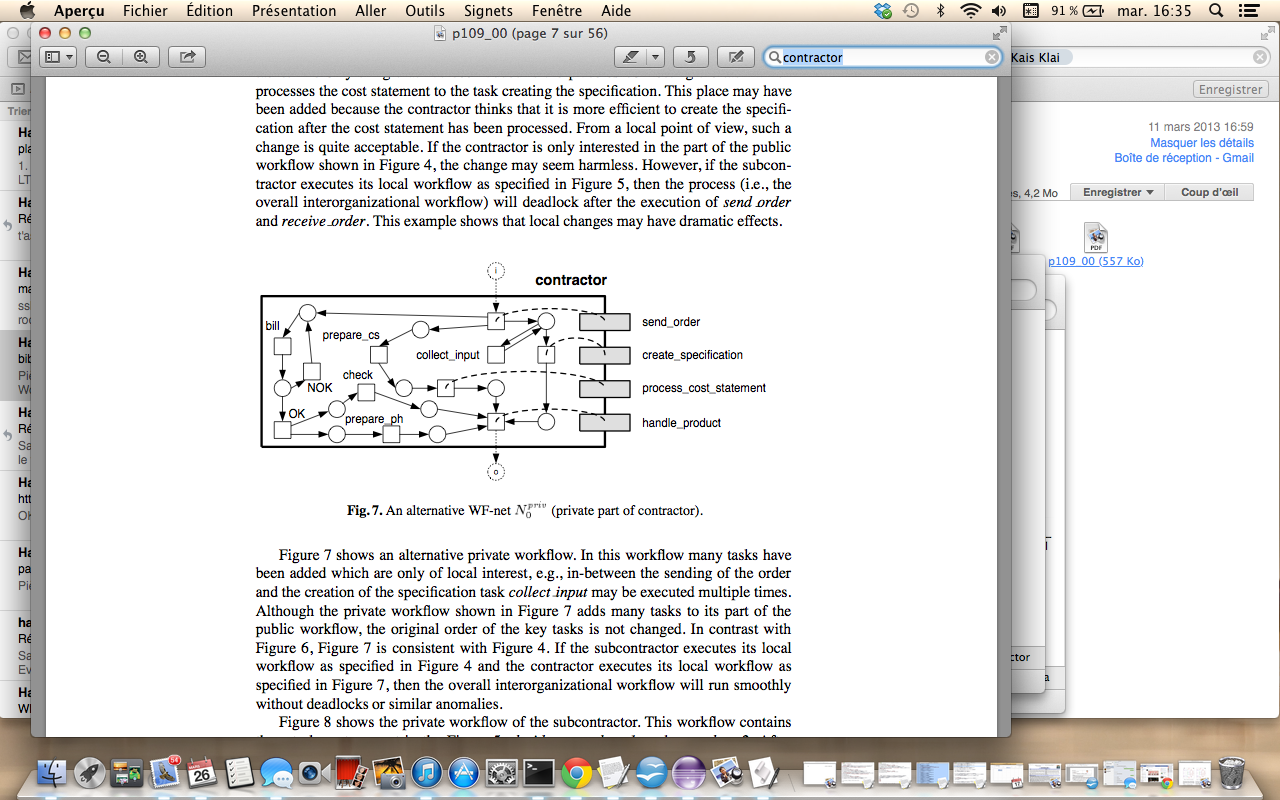 Aperçu Fichier Édition Présentation Aller Outils Signets Fenêtre Aide 91 % mar. 16:35
p109_00 (page 7 sur 56)
contractor
Kais Klai
Enregistrer
Trier
11 mars 2013 16:59
Masquer les détails
Boîte de réception - Gmail
4,2 Mo Enregistrer Coup d'œil
PDF
p109_00 (557 Ko)
processes the cost statement to the task creating the specification. This place may have
been added because the contractor thinks that it is more efficient to create the specifi-
cation after the cost statement has been processed. From a local point of view, such a
change is quite acceptable. If the contractor is only interested in the part of the public
workflow shown in Figure 4, the change may seem harmless. However, if the subcon-
tractor executes its local workflow as specified in Figure 5, then the process (i.e., the
overall interorganizational workflow) will deadlock after the execution of send_order
and receive_order. This example shows that local changes may have dramatic effects.
i
contractor
bill
prepare_cs
collect_input
check
NOK
OK
prepare_ph
send_order
create_specification
process_cost_statement
handle_product
o
Fig. 7. An alternative WF-net N_0^priv (private part of contractor).
Figure 7 shows an alternative private workflow. In this workflow many tasks have
been added which are only of local interest, e.g., in-between the sending of the order
and the creation of the specification task collect_input may be executed multiple times.
Although the private workflow shown in Figure 7 adds many tasks to its part of the
public workflow, the original order of the key tasks is not changed. In contrast with
Figure 6, Figure 7 is consistent with Figure 4. If the subcontractor executes its local
workflow as specified in Figure 4 and the contractor executes its local workflow as
specified in Figure 7, then the overall interorganizational workflow will run smoothly
without deadlocks or similar anomalies.
Figure 8 shows the private workflow of the subcontractor. This workflow contains
54
26